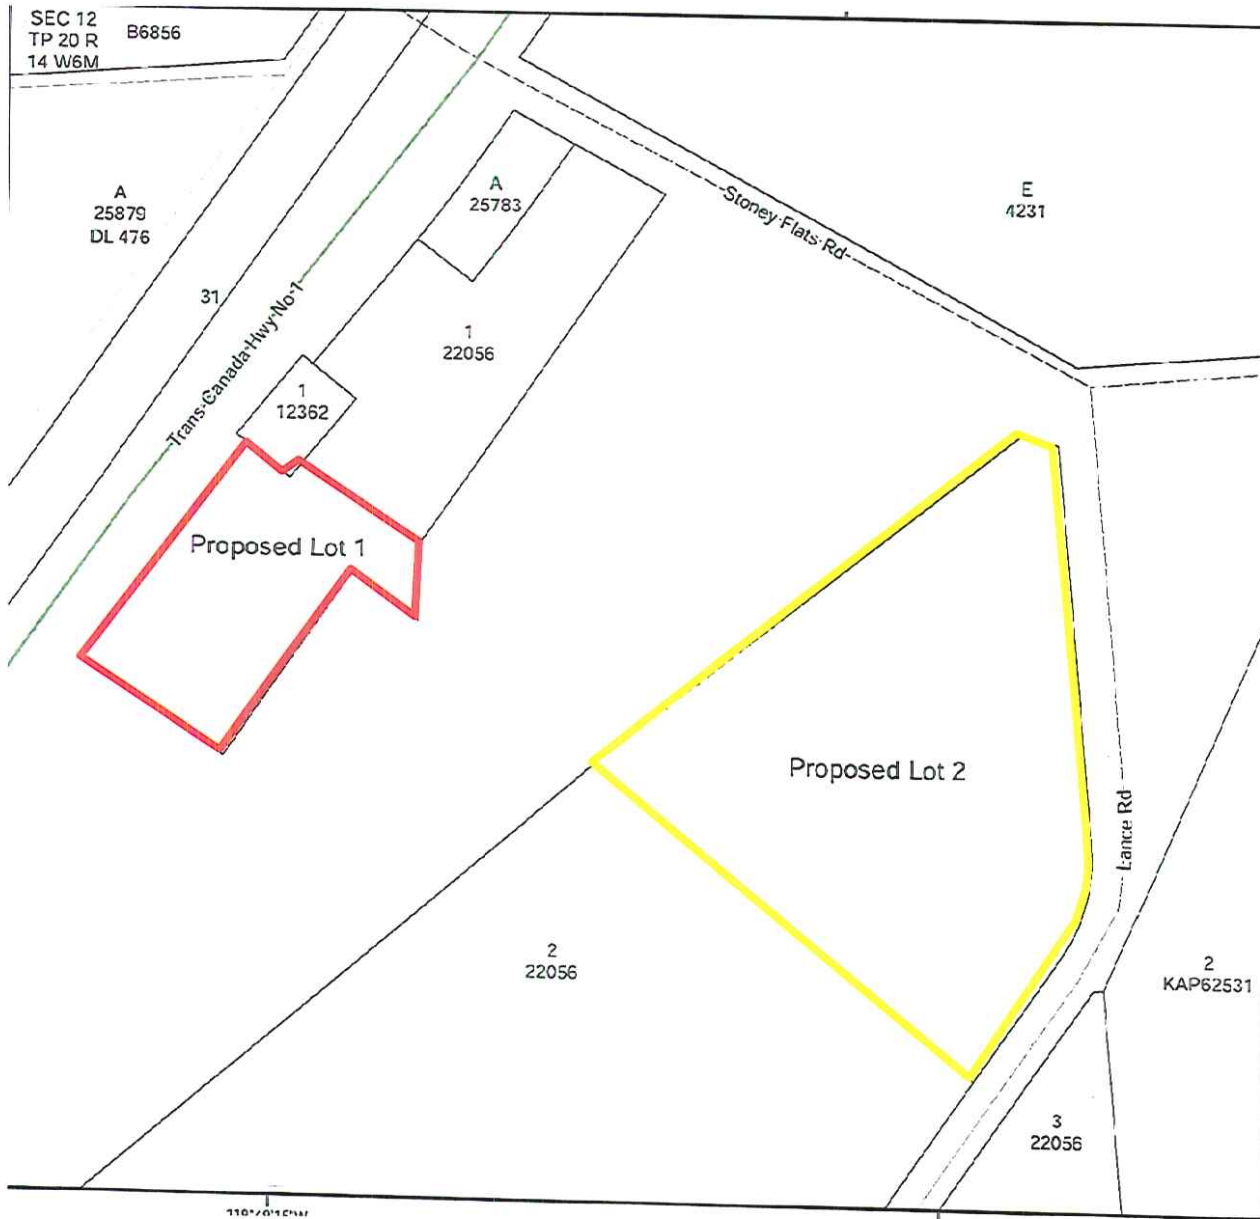 SEC 12
TP 20 R
14 W6M
B6856
A
25879
DL 476
31
Trans-Canada-Hwy-No-1
A
25783
Stoney-Flats-Rd
E
4231
1
22056
1
12362
Proposed Lot 1
Proposed Lot 2
Lance Rd
2
22056
2
KAP62531
3
22056